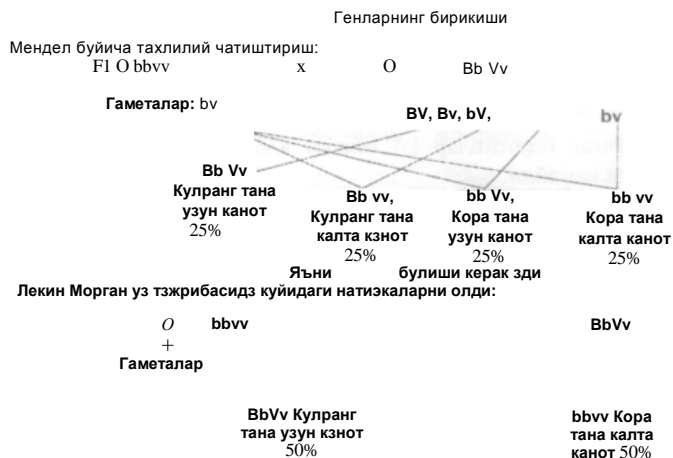 Генларнинг бирикиши
Мендел буйича тахлилий чатиштириш:
F1 O bbvv x O Bb Vv
Гаметалар: bv
BV, Bv, bV, bv
Bb Vv
Кулранг тана
узун канот
25%
Bb vv,
Кулранг тана
калта кзнот
25%
bb Vv,
Кора тана
узун канот
25%
bb vv
Кора тана
калта канот
25%
Яъни булиши керак зди
Лекин Морган уз тзжрибасидз куйидаги натиэкаларни олди:
O bbvv BbVv
+
Гаметалар
BbVv Кулранг
тана узун кзнот
50%
bbvv Кора
тана калта
канот 50%